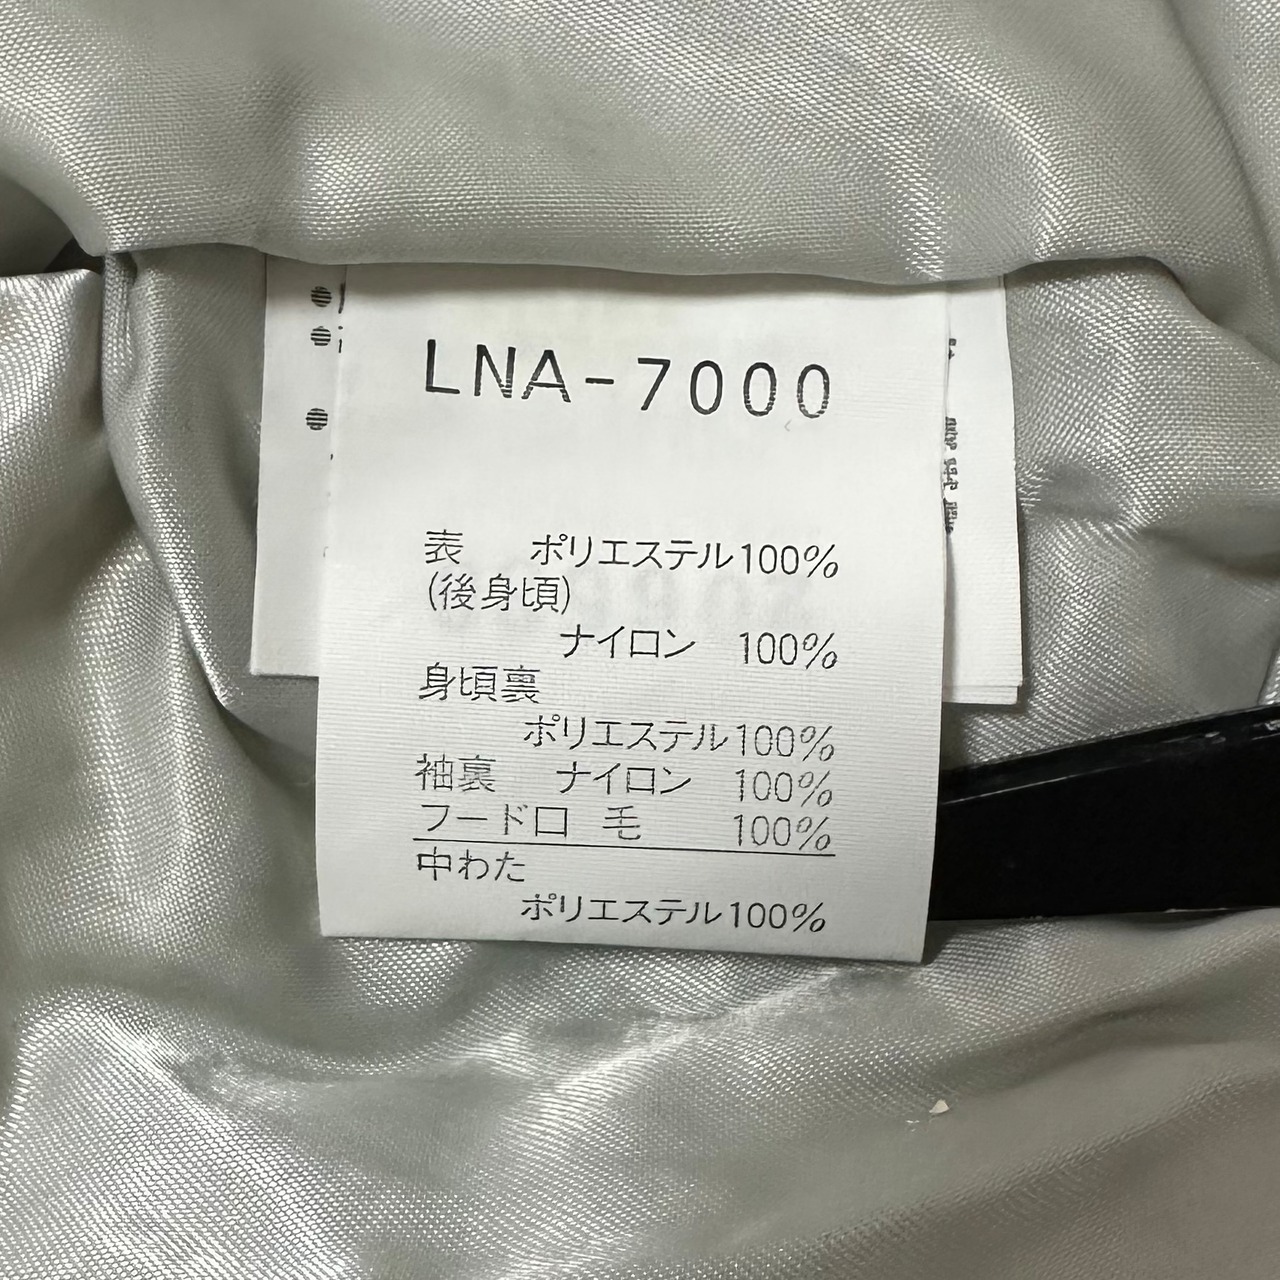 LNA-7000
表 ポリエステル100%
(後身頃)
ナイロン 100%
身頃裏
ポリエステル100%
袖裏 ナイロン 100%
フード口 毛 100%
中わた
ポリエステル100%